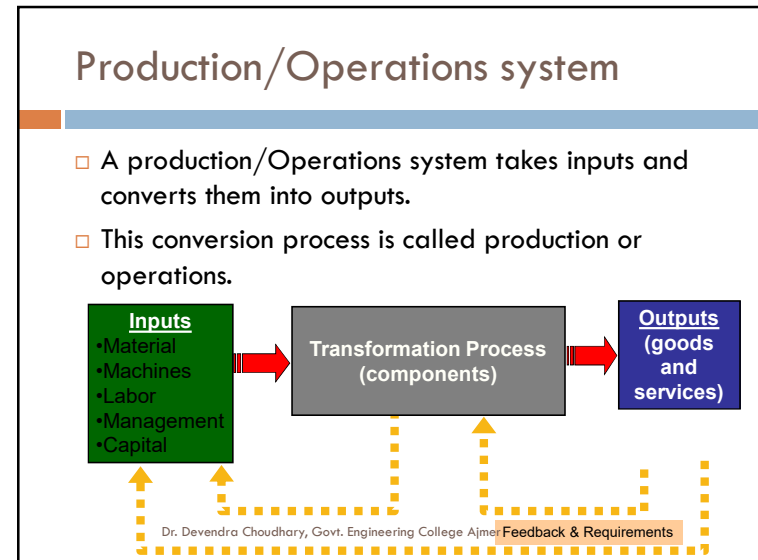 Production/Operations system
A production/Operations system takes inputs and
converts them into outputs.
This conversion process is called production or
operations.
Inputs
•Material
•Machines
•Labor
•Management
•Capital
Transformation Process
(components)
Outputs
(goods
and
services)
Dr. Devendra Choudhary, Govt. Engineering College Ajmer
Feedback & Requirements